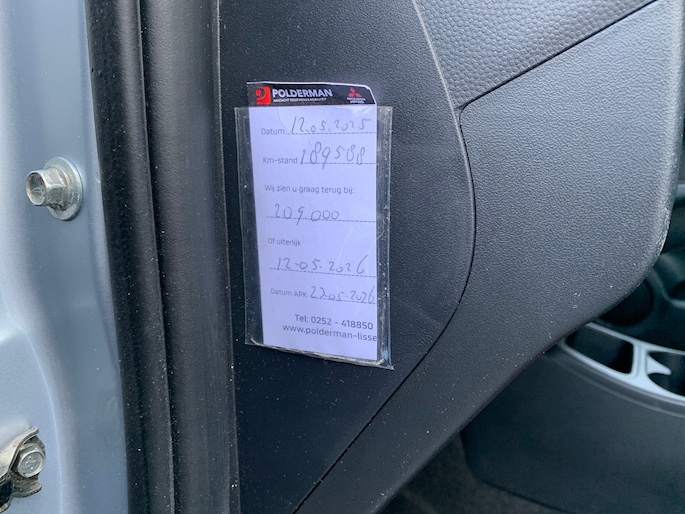 POLDERMAN
Datum 12.05.2025
Km-stand 189588
Wij zien u graag terug bij:
209.000
Of uiterlijk
12-05-2026
Datum APK: 22.05.2026
Tel: 0252 - 418850
www.polderman-lisse